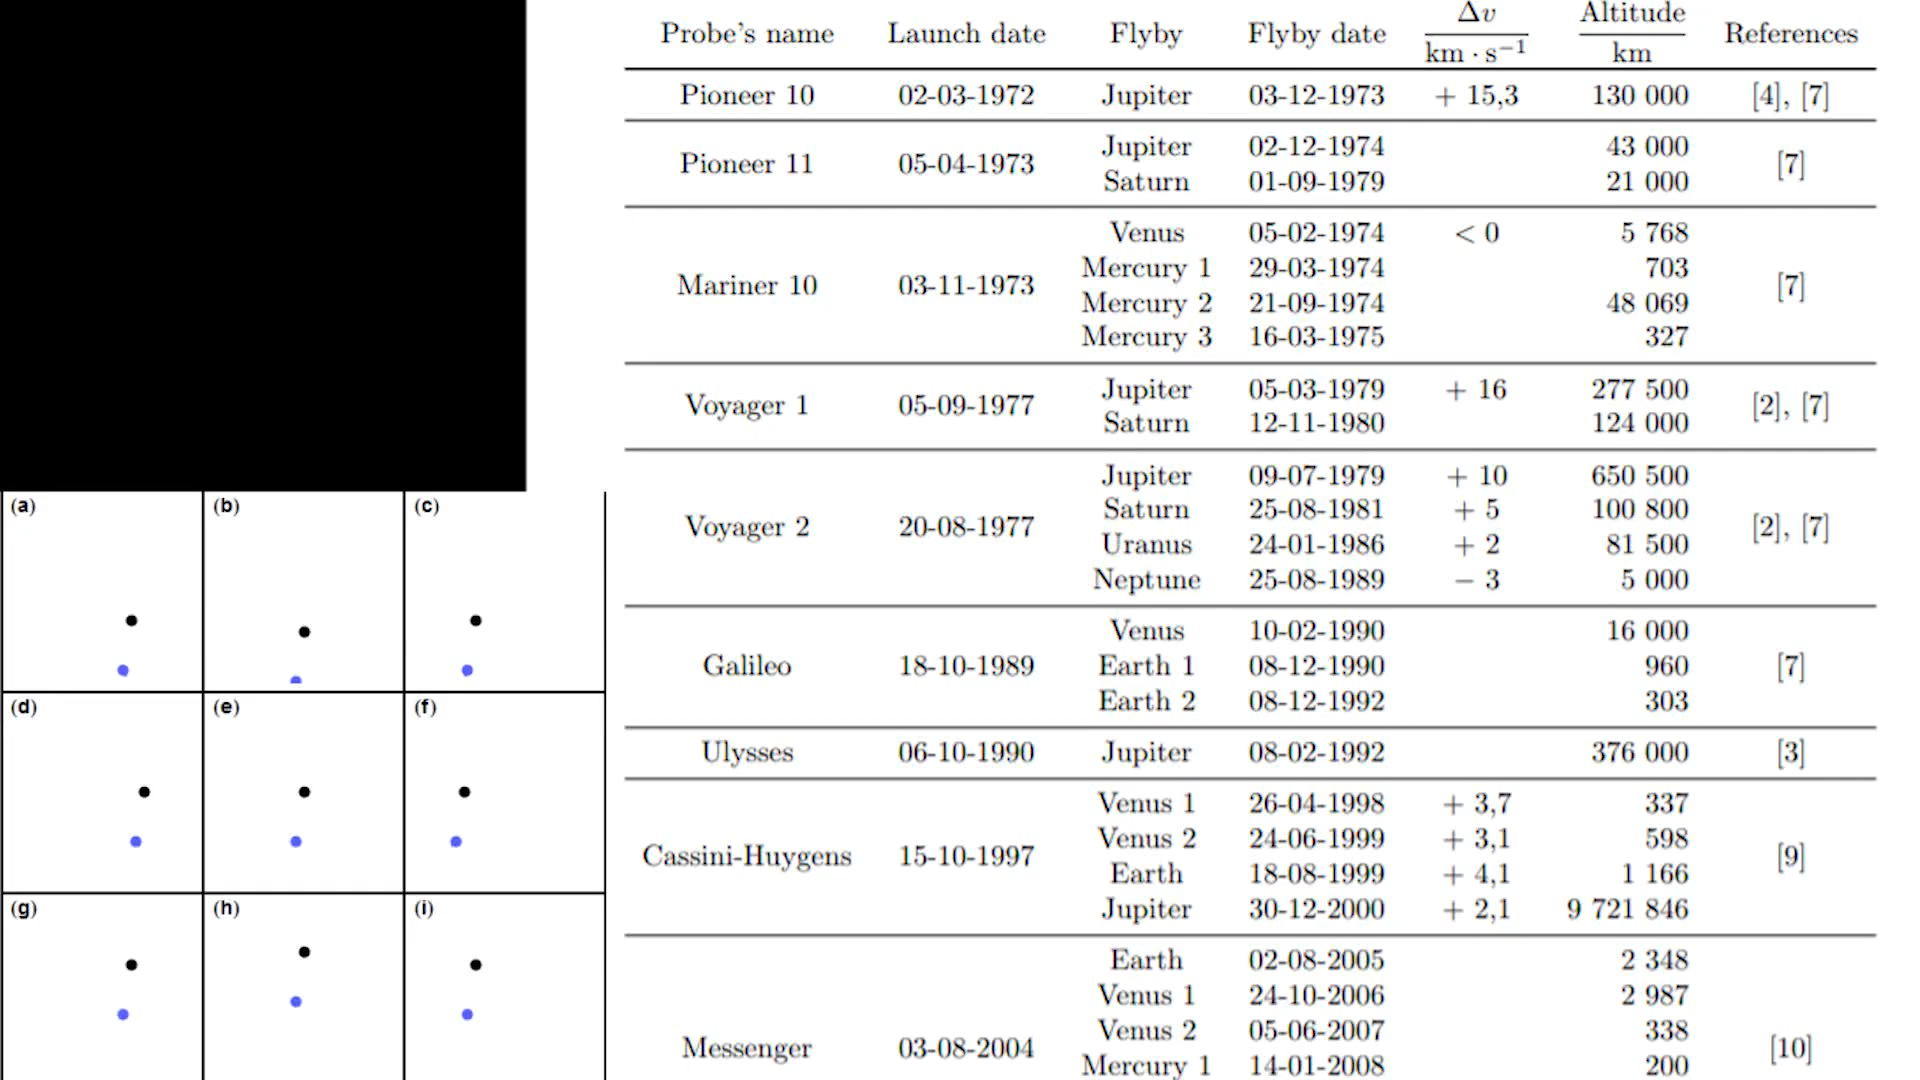 (a) (b) (c)
(d) (e) (f)
(g) (h) (i)
Probe's name Launch date Flyby Flyby date Δv / km · s⁻¹ Altitude / km References
Pioneer 10 02-03-1972 Jupiter 03-12-1973 + 15,3 130 000 [4], [7]
Pioneer 11 05-04-1973 Jupiter 02-12-1974 43 000 [7]
Saturn 01-09-1979 21 000
Mariner 10 03-11-1973 Venus 05-02-1974 < 0 5 768 [7]
Mercury 1 29-03-1974 703
Mercury 2 21-09-1974 48 069
Mercury 3 16-03-1975 327
Voyager 1 05-09-1977 Jupiter 05-03-1979 + 16 277 500 [2], [7]
Saturn 12-11-1980 124 000
Voyager 2 20-08-1977 Jupiter 09-07-1979 + 10 650 500 [2], [7]
Saturn 25-08-1981 + 5 100 800
Uranus 24-01-1986 + 2 81 500
Neptune 25-08-1989 − 3 5 000
Galileo 18-10-1989 Venus 10-02-1990 16 000 [7]
Earth 1 08-12-1990 960
Earth 2 08-12-1992 303
Ulysses 06-10-1990 Jupiter 08-02-1992 376 000 [3]
Cassini-Huygens 15-10-1997 Venus 1 26-04-1998 + 3,7 337 [9]
Venus 2 24-06-1999 + 3,1 598
Earth 18-08-1999 + 4,1 1 166
Jupiter 30-12-2000 + 2,1 9 721 846
Messenger 03-08-2004 Earth 02-08-2005 2 348 [10]
Venus 1 24-10-2006 2 987
Venus 2 05-06-2007 338
Mercury 1 14-01-2008 200